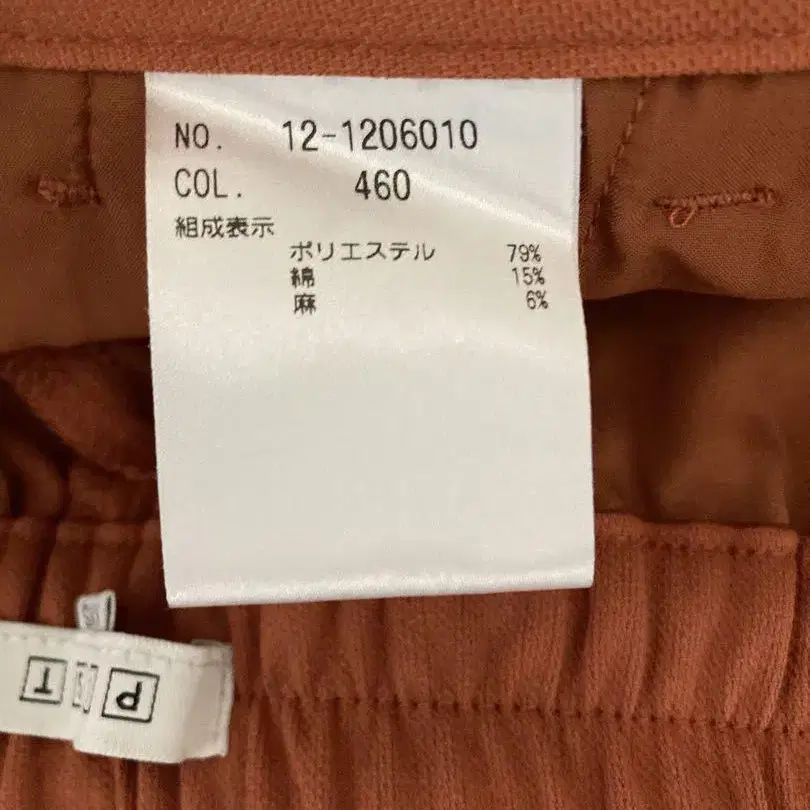 NO. 12-1206010
COL. 460
組成表示
ポリエステル 79%
綿 15%
麻 6%
P T